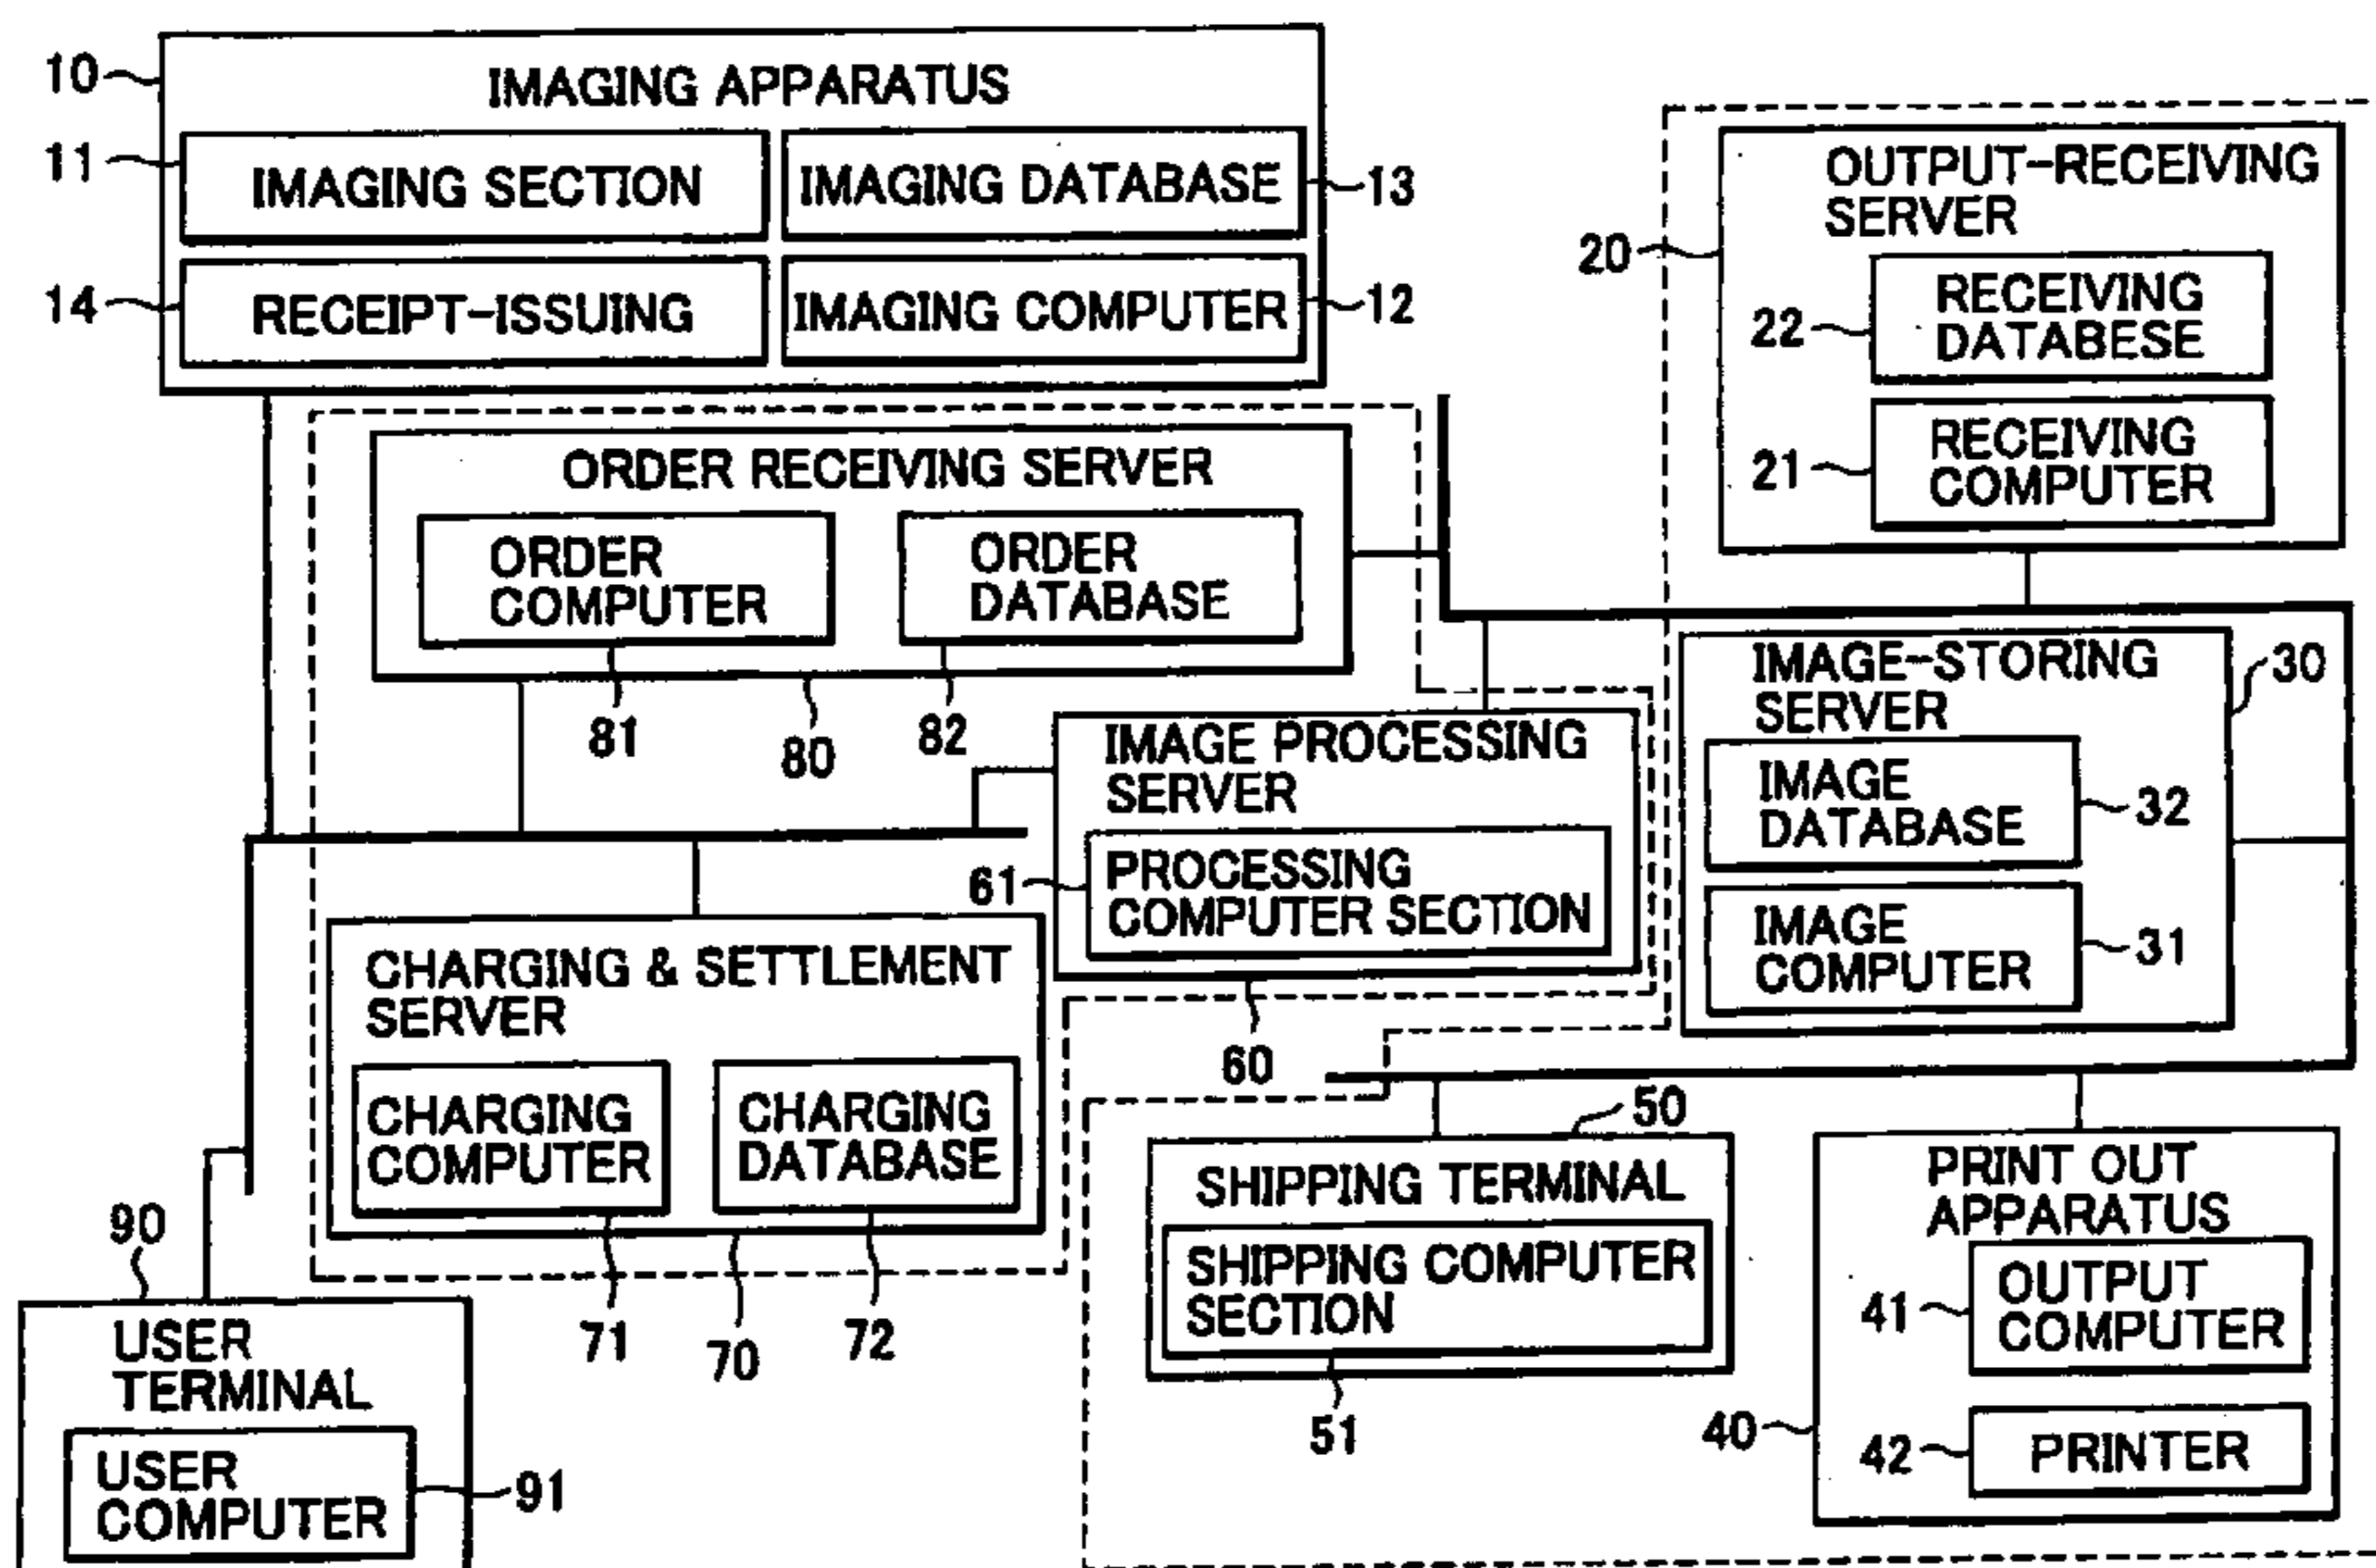 10
IMAGING APPARATUS
11
IMAGING SECTION
IMAGING DATABASE
13
14
RECEIPT-ISSUING
IMAGING COMPUTER
12
OUTPUT-RECEIVING
SERVER
20
22
RECEIVING
DATABESE
21
RECEIVING
COMPUTER
ORDER RECEIVING SERVER
ORDER
COMPUTER
ORDER
DATABASE
81
80
82
IMAGE PROCESSING
SERVER
61
PROCESSING
COMPUTER SECTION
60
IMAGE-STORING
SERVER
30
IMAGE
DATABASE
32
IMAGE
COMPUTER
31
CHARGING & SETTLEMENT
SERVER
CHARGING
COMPUTER
CHARGING
DATABASE
71
70
72
50
SHIPPING TERMINAL
SHIPPING COMPUTER
SECTION
51
PRINT OUT
APPARATUS
41
OUTPUT
COMPUTER
40
42
PRINTER
90
USER
TERMINAL
USER
COMPUTER
91